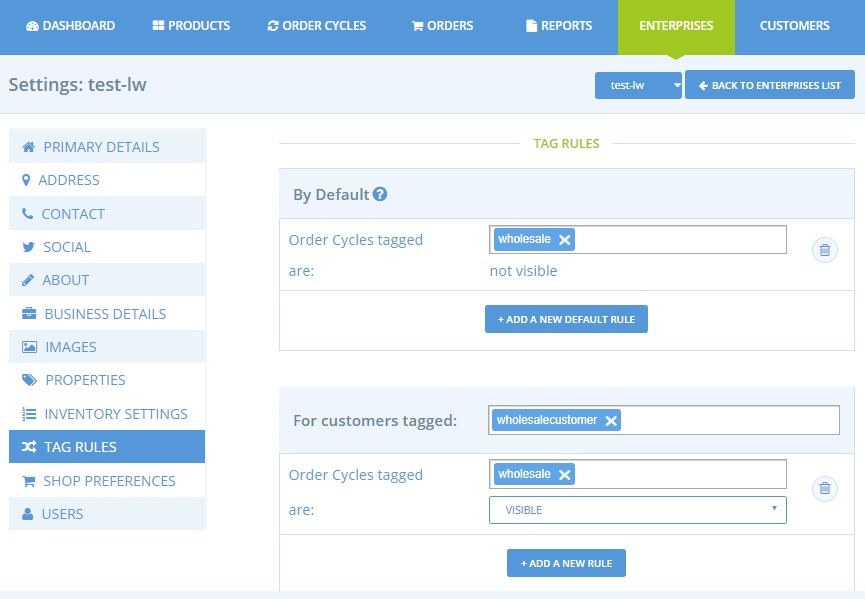 DASHBOARD PRODUCTS ORDER CYCLES ORDERS REPORTS ENTERPRISES CUSTOMERS
Settings: test-lw
test-lw
BACK TO ENTERPRISES LIST
PRIMARY DETAILS
ADDRESS
CONTACT
SOCIAL
ABOUT
BUSINESS DETAILS
IMAGES
PROPERTIES
INVENTORY SETTINGS
TAG RULES
SHOP PREFERENCES
USERS
TAG RULES
By Default ?
Order Cycles tagged wholesale
are: not visible
+ ADD A NEW DEFAULT RULE
For customers tagged: wholesalecustomer
Order Cycles tagged wholesale
are: VISIBLE
+ ADD A NEW RULE